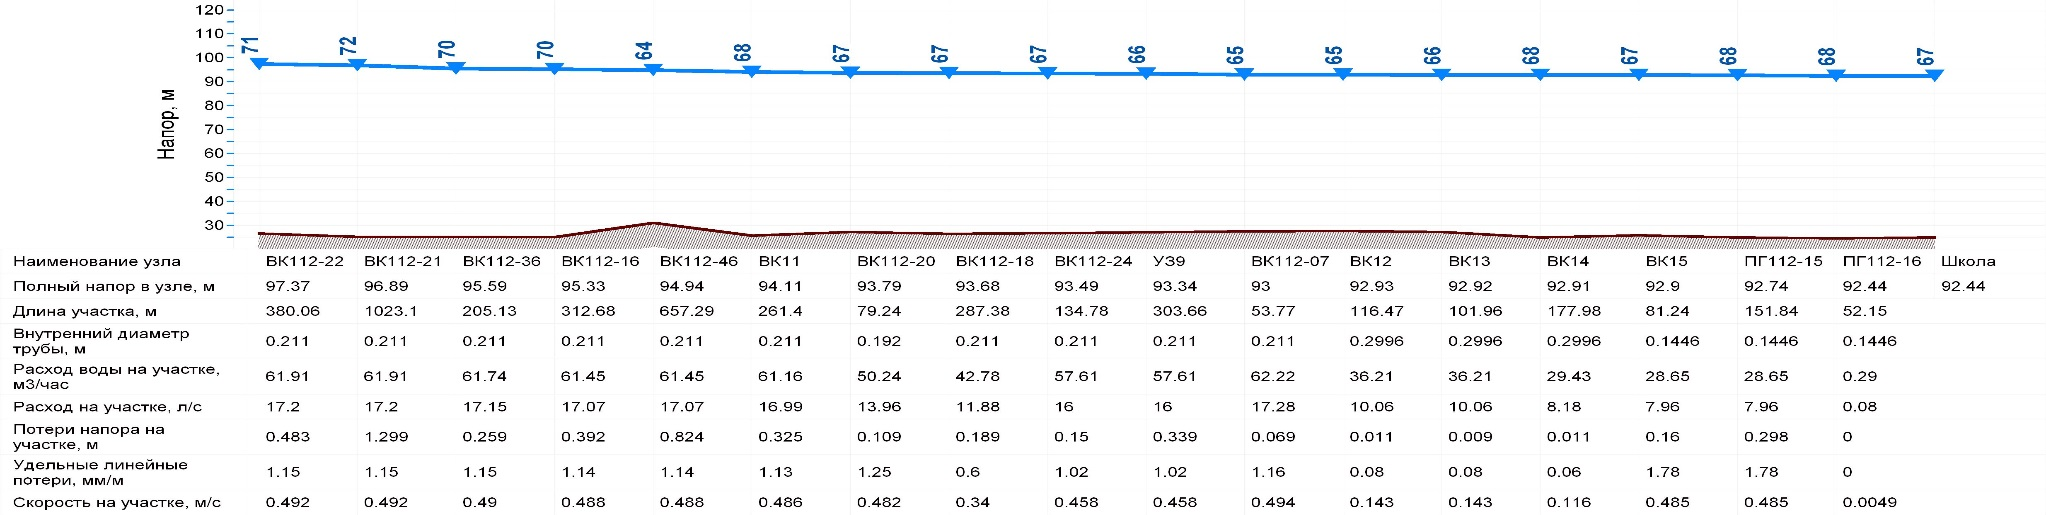 120
110
100
90
80
70
60
50
40
30
Напор, м
71 72 70 70 64 68 67 67 67 66 65 65 66 68 67 68 68 67
Наименование узла ВК112-22 ВК112-21 ВК112-36 ВК112-16 ВК112-46 ВК11 ВК112-20 ВК112-18 ВК112-24 УЗ9 ВК112-07 ВК12 ВК13 ВК14 ВК15 ПГ112-15 ПГ112-16 Школа
Полный напор в узле, м 97.37 96.89 95.59 95.33 94.94 94.11 93.79 93.68 93.49 93.34 93 92.93 92.92 92.91 92.9 92.74 92.44 92.44
Длина участка, м 380.06 1023.1 205.13 312.68 657.29 261.4 79.24 287.38 134.78 303.66 53.77 116.47 101.96 177.98 81.24 151.84 52.15
Внутренний диаметр
трубы, м 0.211 0.211 0.211 0.211 0.211 0.211 0.192 0.211 0.211 0.211 0.211 0.2996 0.2996 0.2996 0.1446 0.1446 0.1446
Расход воды на участке,
м3/час 61.91 61.91 61.74 61.45 61.45 61.16 50.24 42.78 57.61 57.61 62.22 36.21 36.21 29.43 28.65 28.65 0.29
Расход на участке, л/с 17.2 17.2 17.15 17.07 17.07 16.99 13.96 11.88 16 16 17.28 10.06 10.06 8.18 7.96 7.96 0.08
Потери напора на
участке, м 0.483 1.299 0.259 0.392 0.824 0.325 0.109 0.189 0.15 0.339 0.069 0.011 0.009 0.011 0.16 0.298 0
Удельные линейные
потери, мм/м 1.15 1.15 1.15 1.14 1.14 1.13 1.25 0.6 1.02 1.02 1.16 0.08 0.08 0.06 1.78 1.78 0
Скорость на участке, м/с 0.492 0.492 0.49 0.488 0.488 0.486 0.482 0.34 0.458 0.458 0.494 0.143 0.143 0.116 0.485 0.485 0.0049